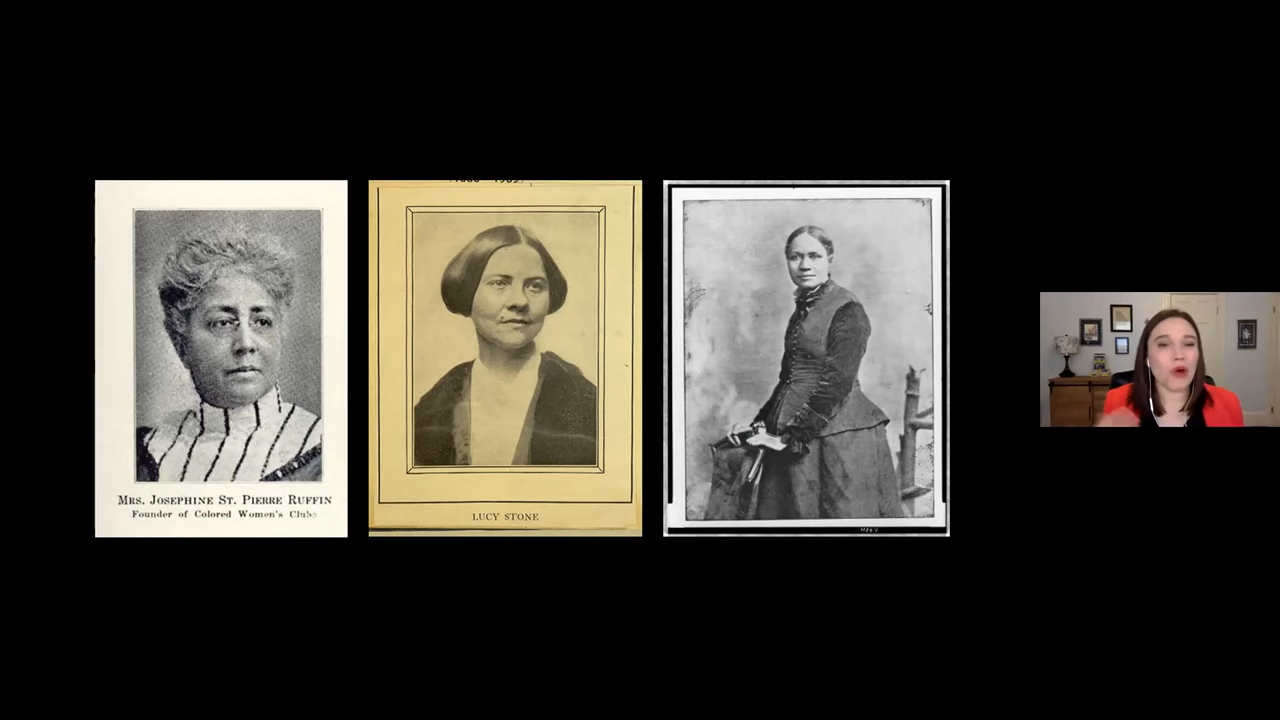 MRS. JOSEPHINE ST. PIERRE RUFFIN
Founder of Colored Women's Clubs
LUCY STONE